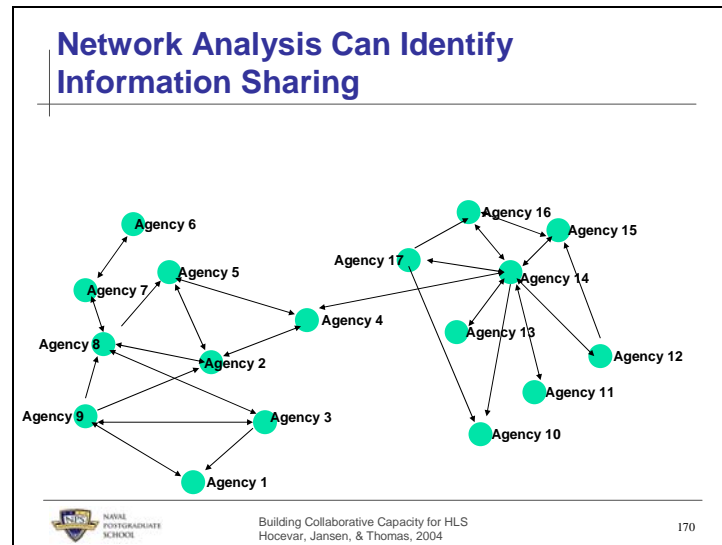 Network Analysis Can Identify
Information Sharing
Agency 6
Agency 5
Agency 7
Agency 8
Agency 2
Agency 4
Agency 9
Agency 3
Agency 1
Agency 16
Agency 15
Agency 17
Agency 14
Agency 13
Agency 12
Agency 11
Agency 10
NPS
NAVAL
POSTGRADUATE
SCHOOL
Building Collaborative Capacity for HLS
Hocevar, Jansen, & Thomas, 2004
170